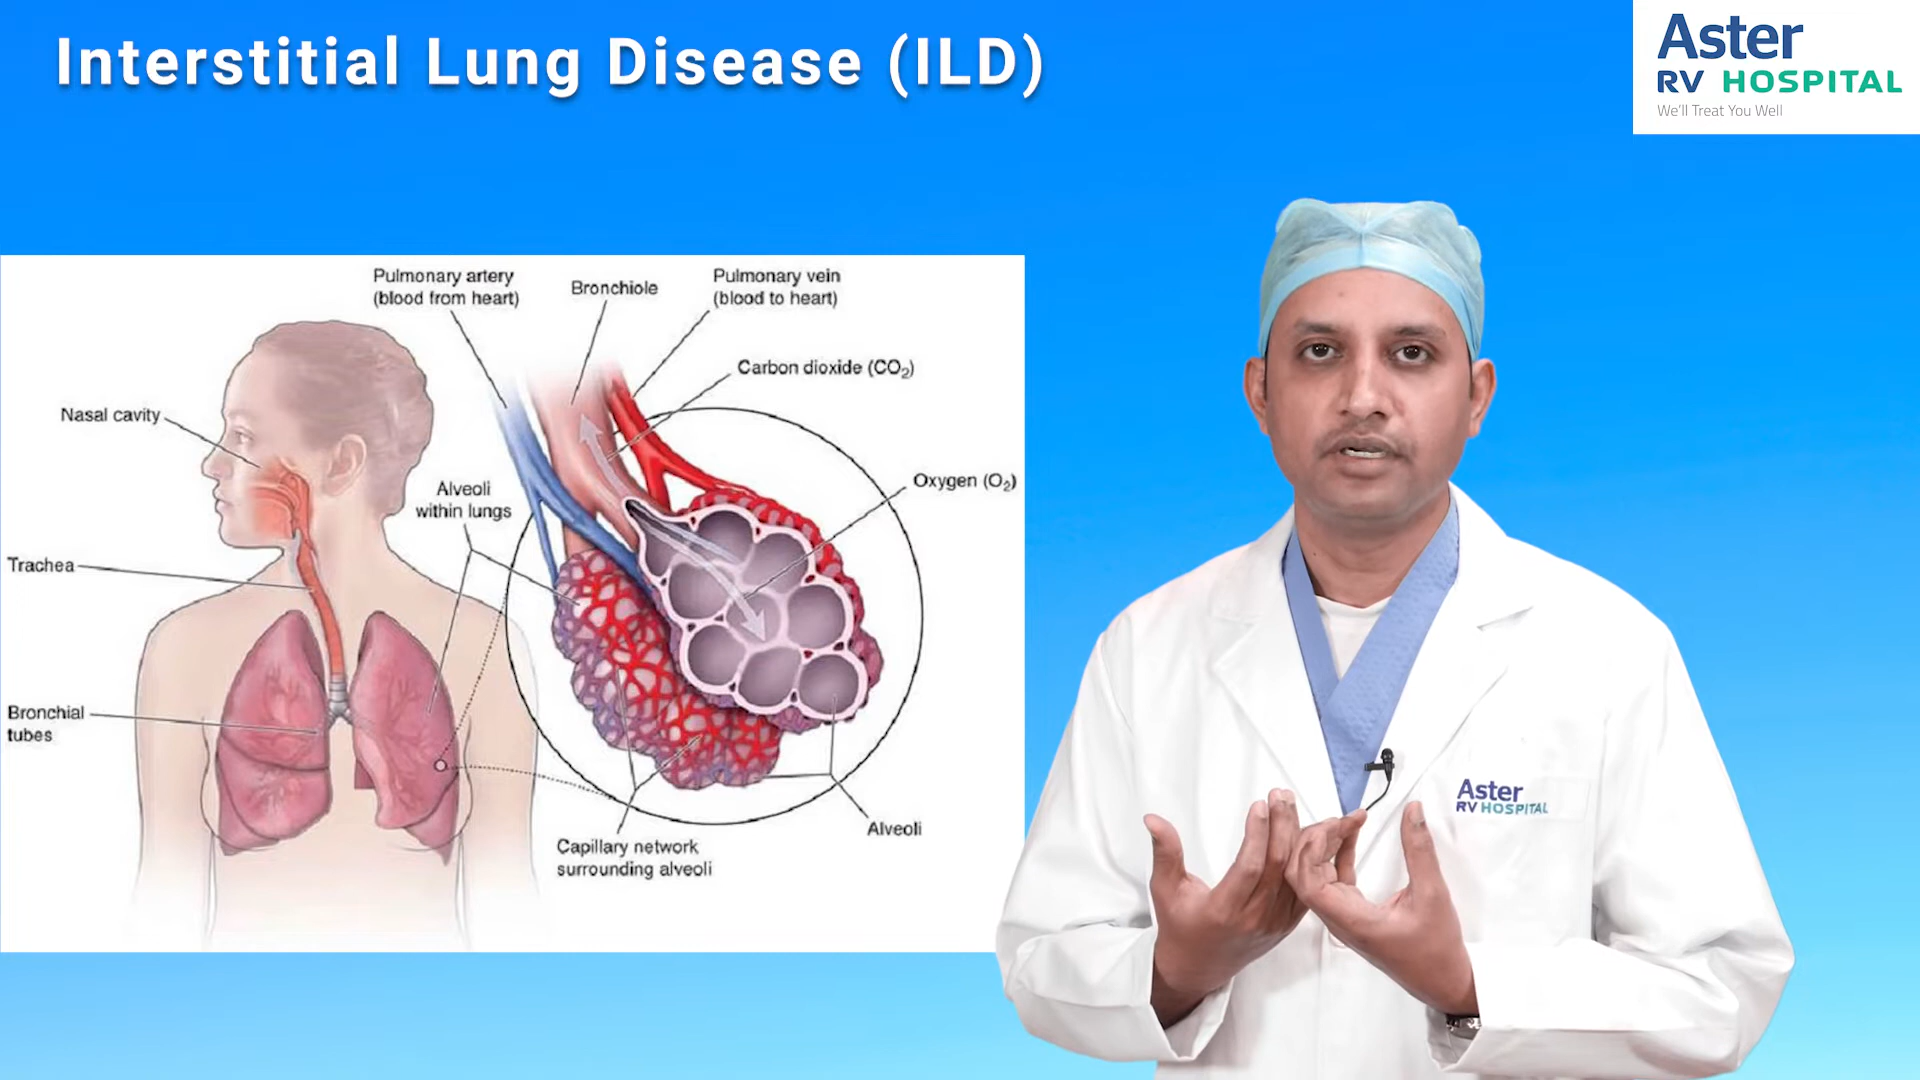 Interstitial Lung Disease (ILD)
Aster
RV HOSPITAL
We'll Treat You Well
Pulmonary artery
(blood from heart)
Bronchiole
Pulmonary vein
(blood to heart)
Carbon dioxide (CO₂)
Nasal cavity
Oxygen (O₂)
Alveoli
within lungs
Trachea
Bronchial
tubes
Alveoli
Capillary network
surrounding alveoli
Aster
RV HOSPITAL